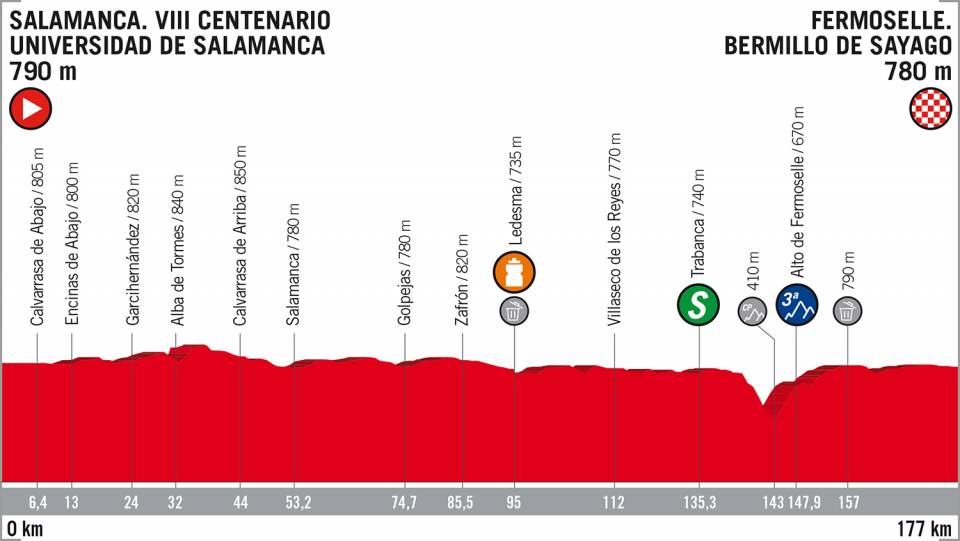 SALAMANCA. VIII CENTENARIO
UNIVERSIDAD DE SALAMANCA
790 m
FERMOSELLE.
BERMILLO DE SAYAGO
780 m
Calvarrasa de Abajo / 805 m
Encinas de Abajo / 800 m
Garcihernández / 820 m
Alba de Tormes / 840 m
Calvarrasa de Arriba / 850 m
Salamanca / 780 m
Golpejas / 780 m
Zafrón / 820 m
Ledesma / 735 m
Villaseco de los Reyes / 770 m
Trabanca / 740 m
S
410 m
CP
Alto de Fermoselle / 670 m
3ª
790 m
6,4
13
24
32
44
53,2
74,7
85,5
95
112
135,3
143
147,9
157
0 km
177 km